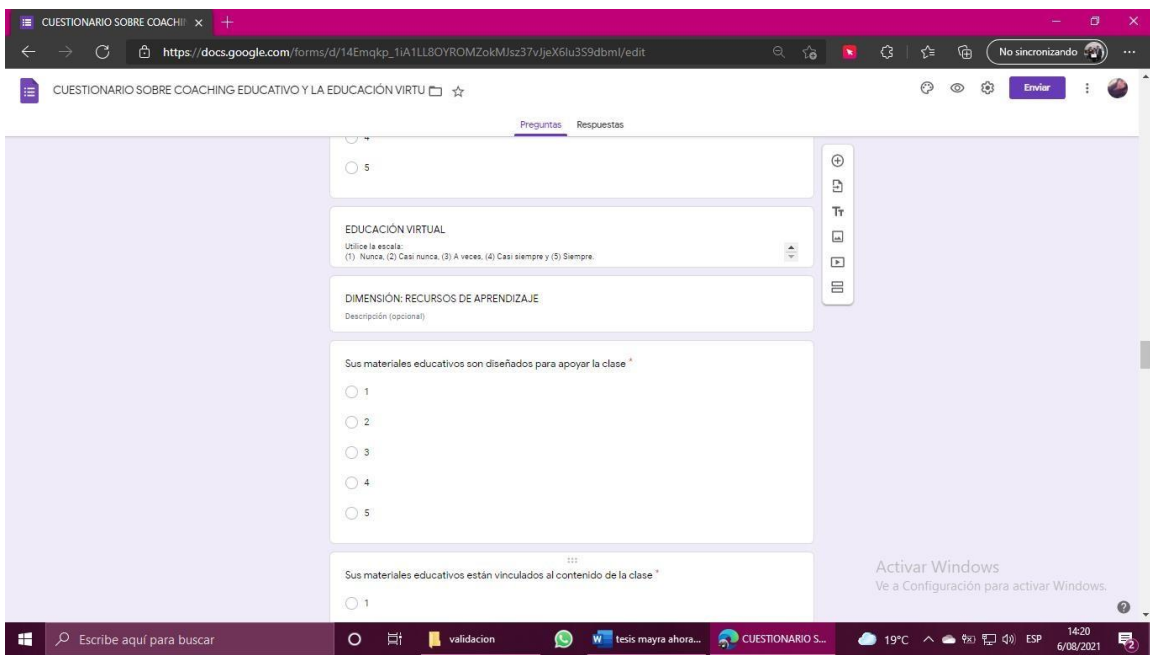 CUESTIONARIO SOBRE COACHIN
https://docs.google.com/forms/d/14Emqkp_1iA1LL8OYROMZokMJsz37vJjeX6lu3S9dbmI/edit
No sincronizando
CUESTIONARIO SOBRE COACHING EDUCATIVO Y LA EDUCACIÓN VIRTU
Enviar
Preguntas Respuestas
4
5
EDUCACIÓN VIRTUAL
Utilice la escala:
(1) Nunca, (2) Casi nunca, (3) A veces, (4) Casi siempre y (5) Siempre.
DIMENSIÓN: RECURSOS DE APRENDIZAJE
Descripción (opcional)
Sus materiales educativos son diseñados para apoyar la clase *
1
2
3
4
5
Sus materiales educativos están vinculados al contenido de la clase *
1
Activar Windows
Ve a Configuración para activar Windows.
Escribe aquí para buscar
validacion
tesis mayra ahora...
CUESTIONARIO S...
19°C
ESP
14:20
6/08/2021
2